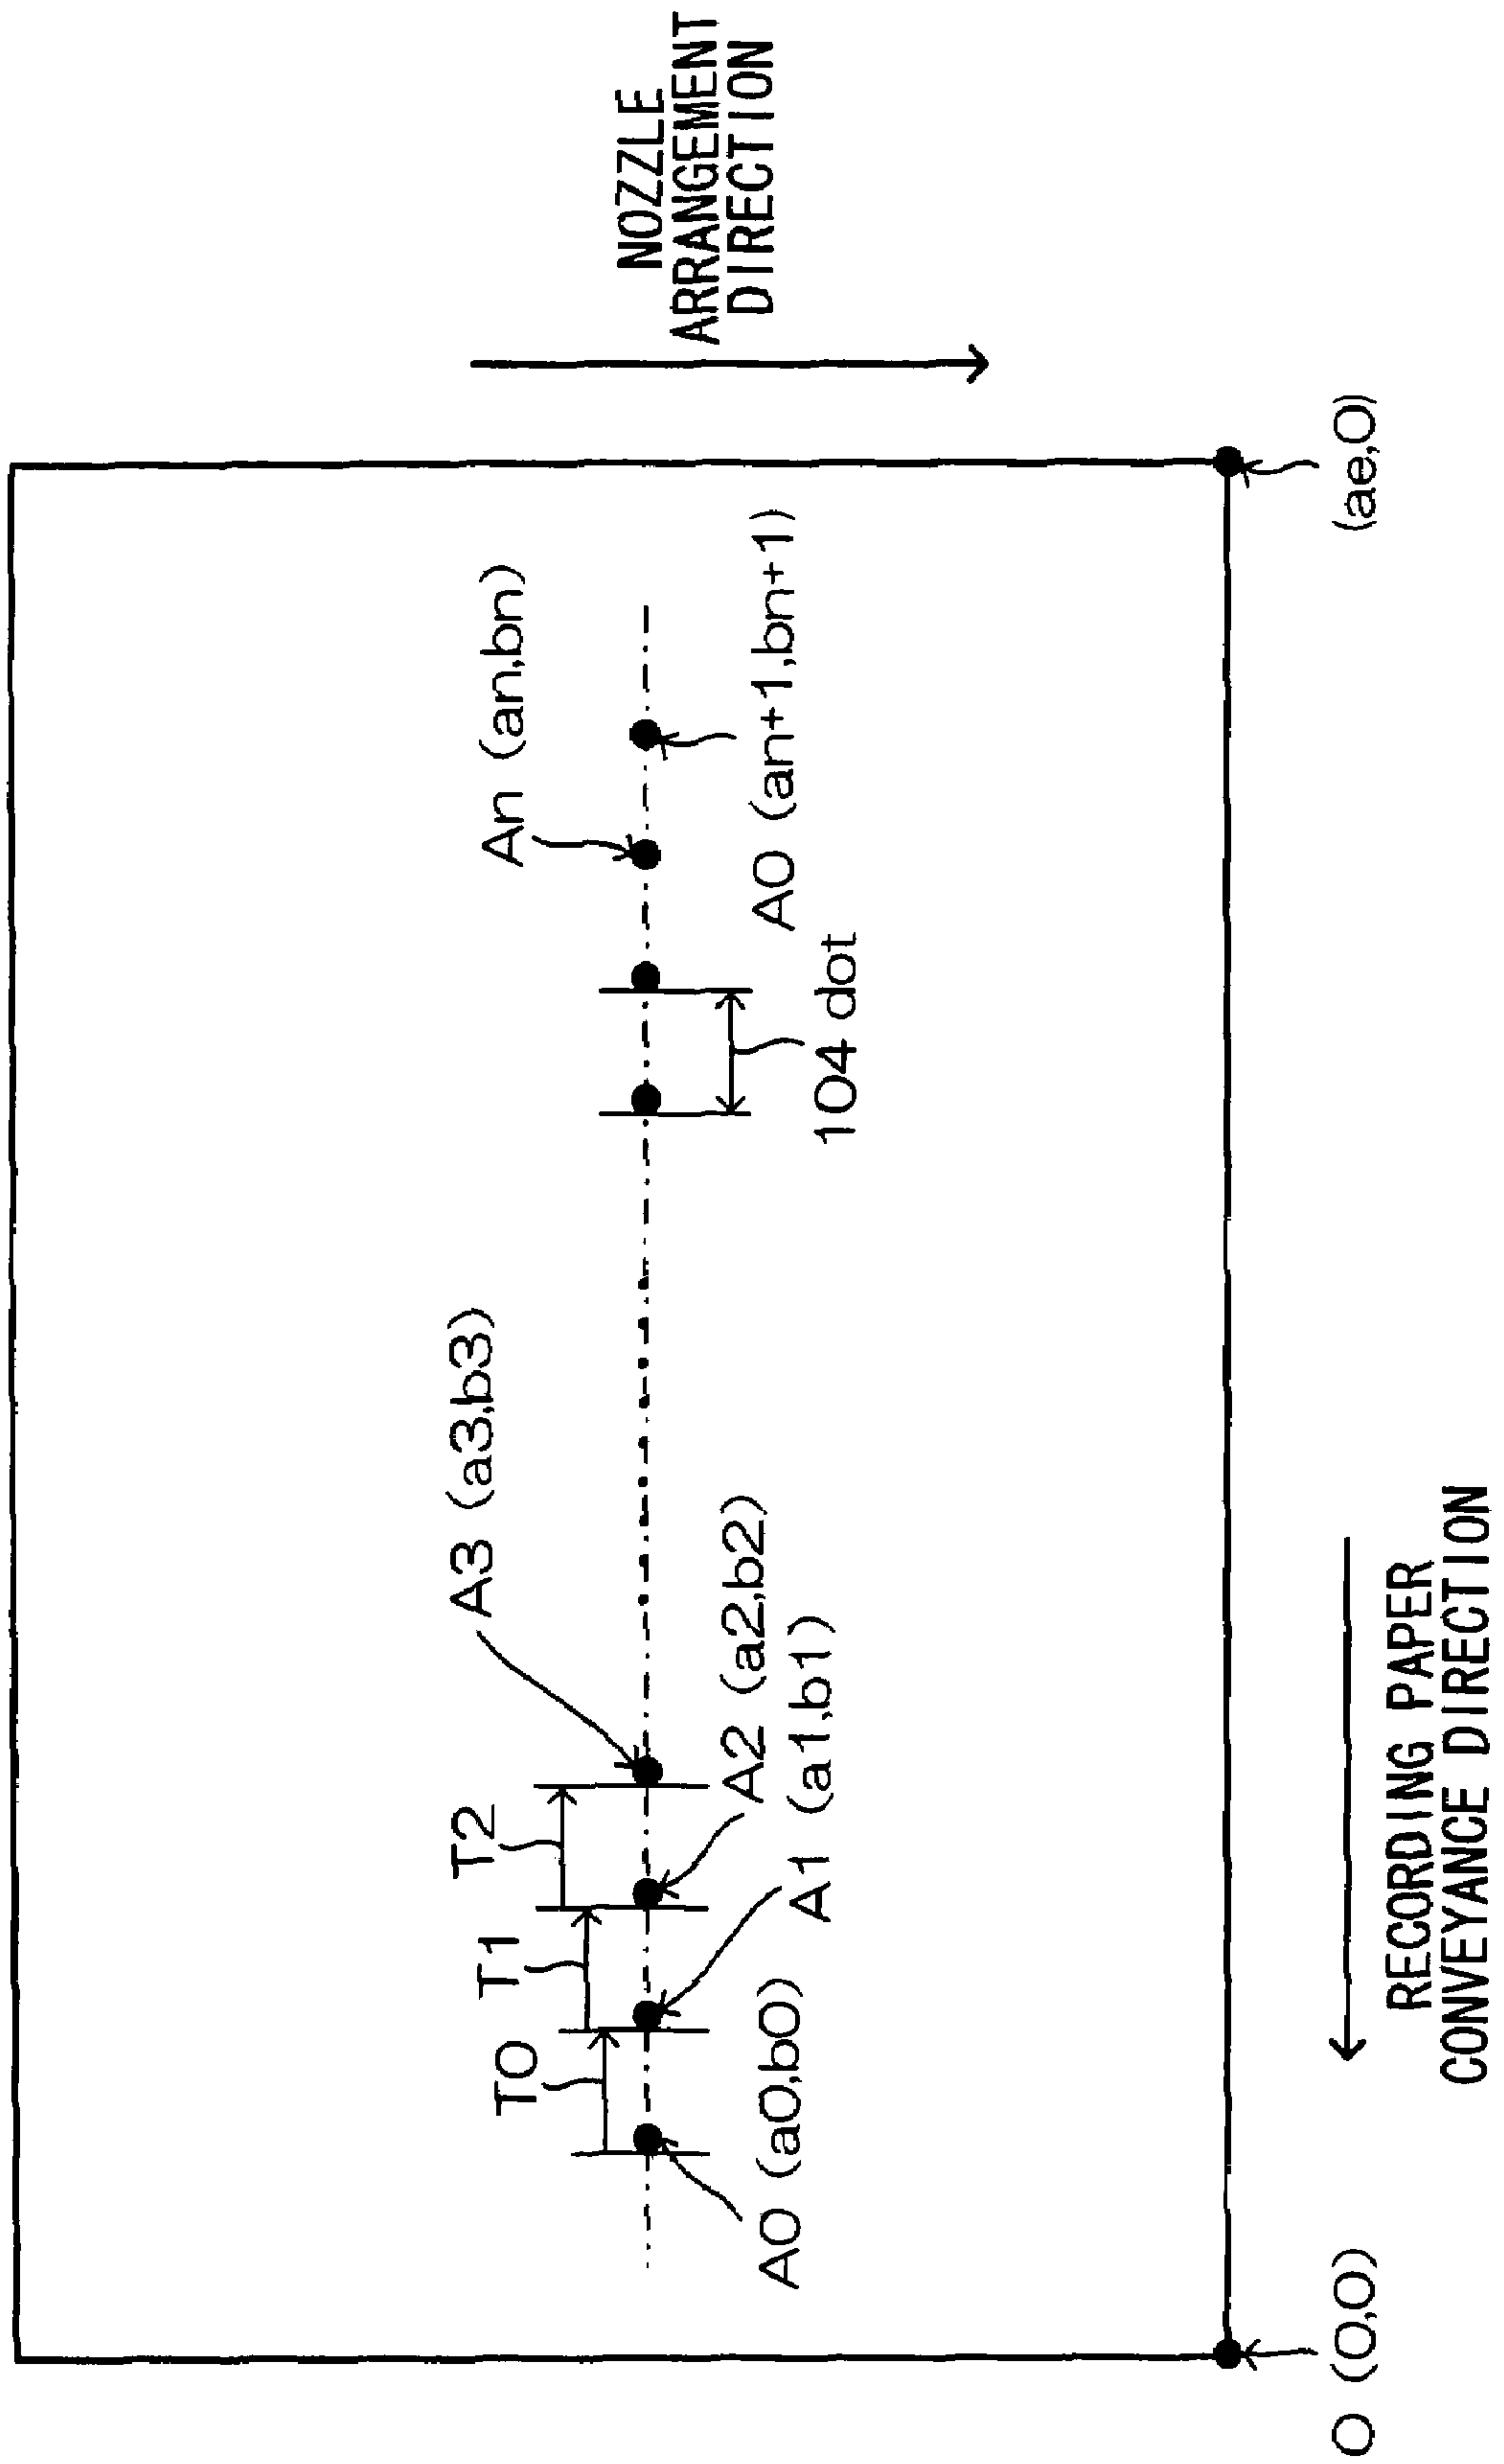 NOZZLE
ARRANGEMENT
DIRECTION
An (an,bn)
A0 (an+1,bn+1)
104 dot
A3 (a3,b3)
T2
T1
T0
A2 (a2,b2)
A1 (a1,b1)
A0 (a0,b0)
(ae,0)
O (0,0)
RECORDING PAPER
CONVEYANCE DIRECTION